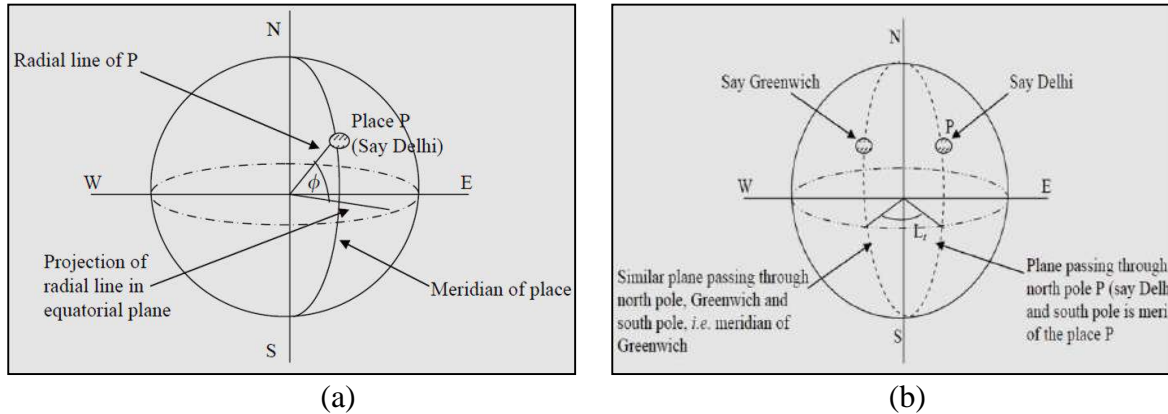 N
Radial line of P
Place P
(Say Delhi)
ϕ
W
E
Projection of
radial line in
equatorial plane
Meridian of place
S
(a)
N
Say Greenwich
Say Delhi
P
W
E
Lt
Similar plane passing through
north pole, Greenwich and
south pole, i.e. meridian of
Greenwich
Plane passing through
north pole P (say Delh
and south pole is meri
of the place P
S
(b)